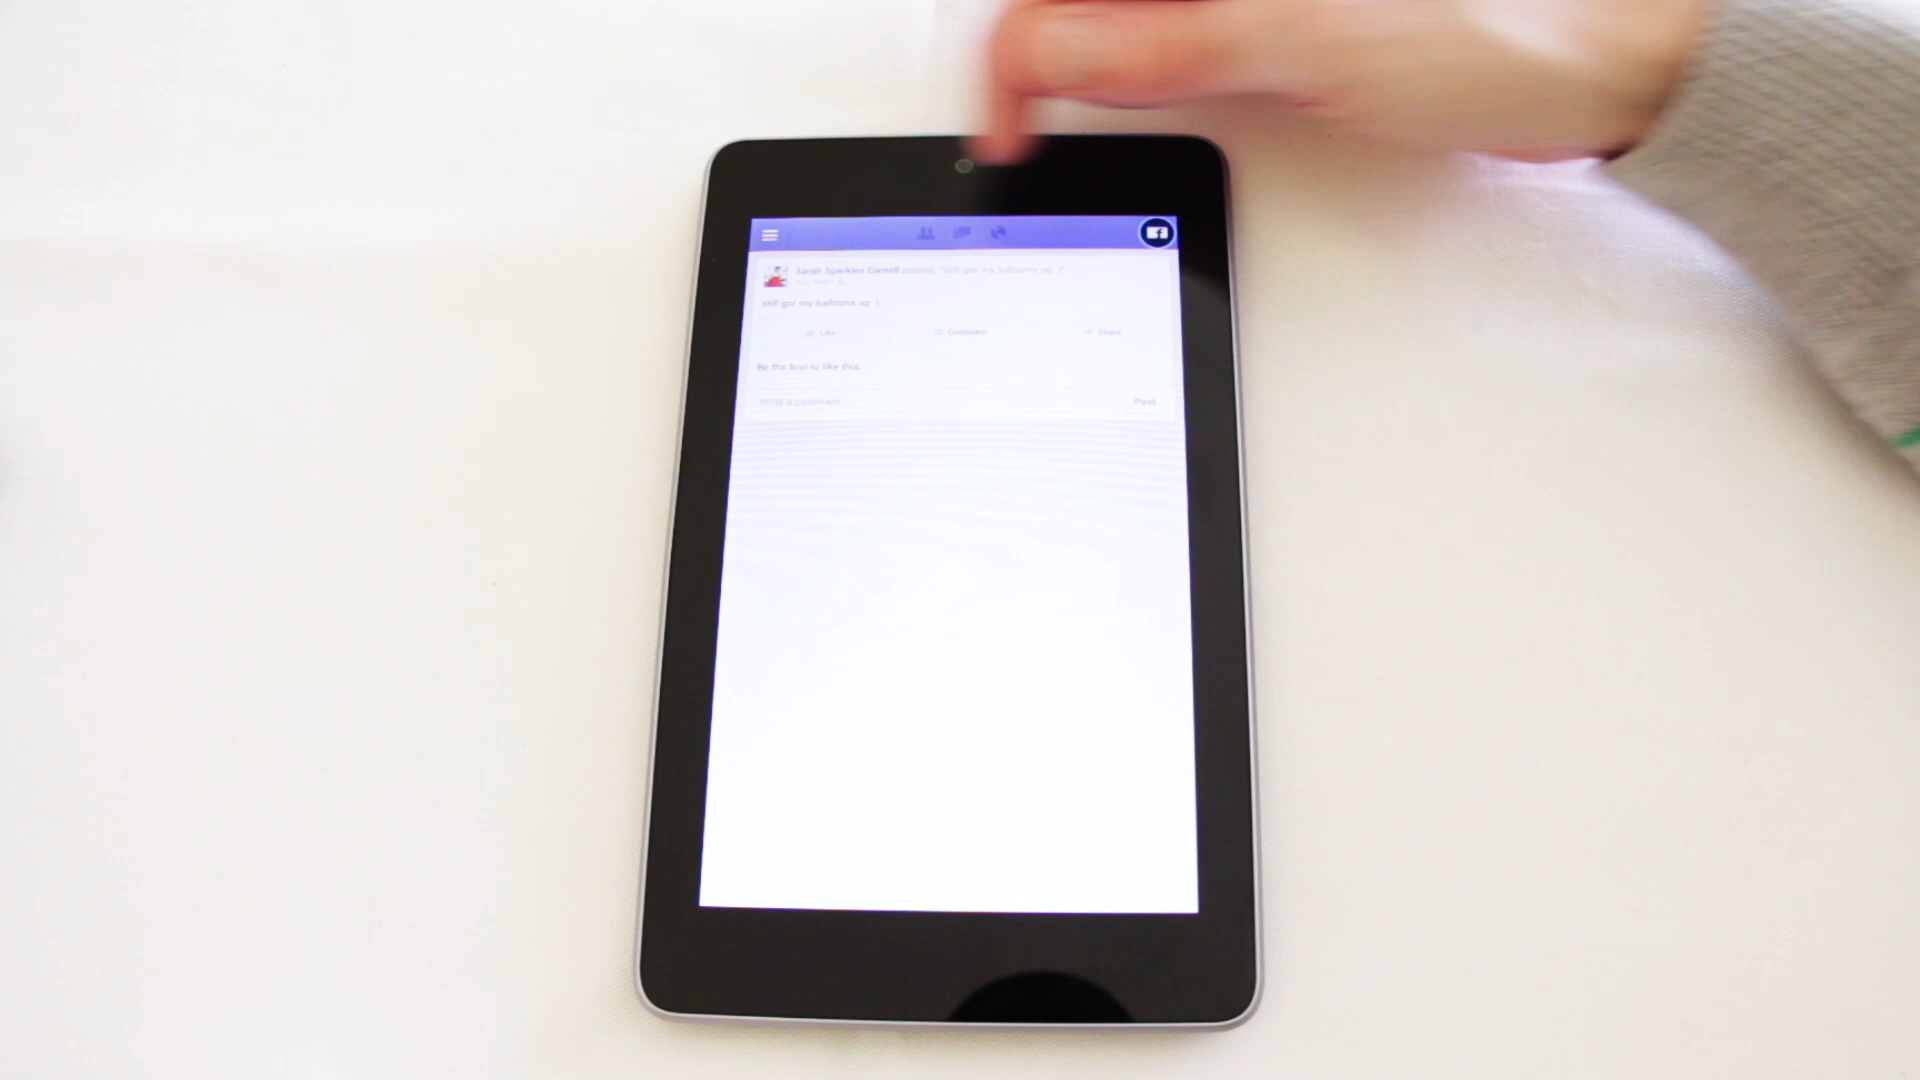 Sarah Sparkles Carnell posted: "still got my balloons up :)"
still got my balloons up :)
Like Comment Share
Be the first to like this.
Write a comment
Post